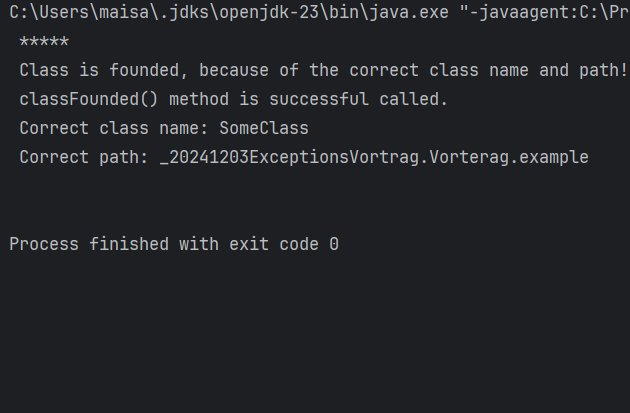 C:\Users\maisa\.jdks\openjdk-23\bin\java.exe "-javaagent:C:\Pr
*****
Class is founded, because of the correct class name and path!
classFounded() method is successful called.
Correct class name: SomeClass
Correct path: _20241203ExceptionsVortrag.Vorterag.example
Process finished with exit code 0